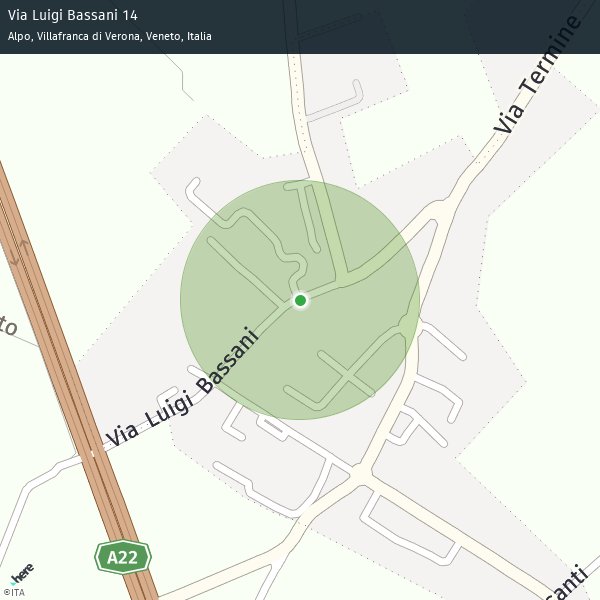 Via Luigi Bassani 14
Alpo, Villafranca di Verona, Veneto, Italia
Via Termine
to
Via Luigi Bassani
A22
santi
here
©ITA